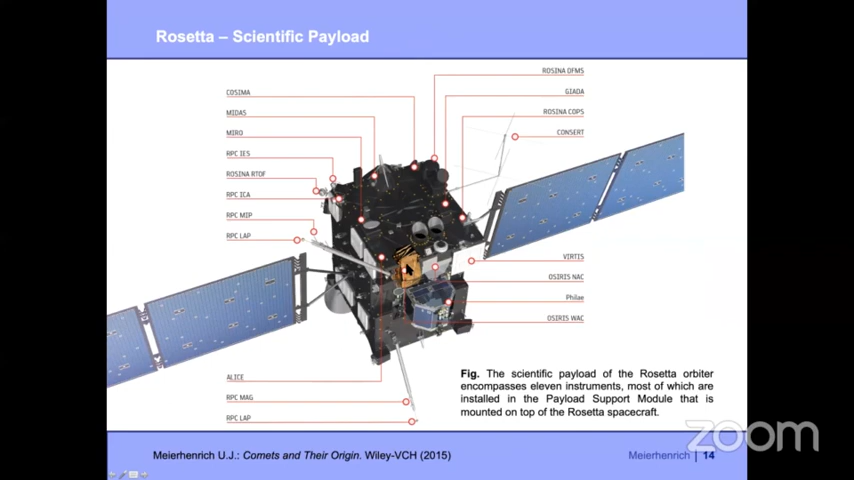 Rosetta – Scientific Payload
COSIMA
MIDAS
MIRO
RPC IES
ROSINA RTOF
RPC ICA
RPC MIP
RPC LAP
ALICE
RPC MAG
RPC LAP
ROSINA DFMS
GIADA
ROSINA COPS
CONSERT
VIRTIS
OSIRIS NAC
Philae
OSIRIS WAC
Fig. The scientific payload of the Rosetta orbiter
encompasses eleven instruments, most of which are
installed in the Payload Support Module that is
mounted on top of the Rosetta spacecraft.
zoom
Meierhenrich U.J.: Comets and Their Origin. Wiley-VCH (2015)
Meierhenrich | 14